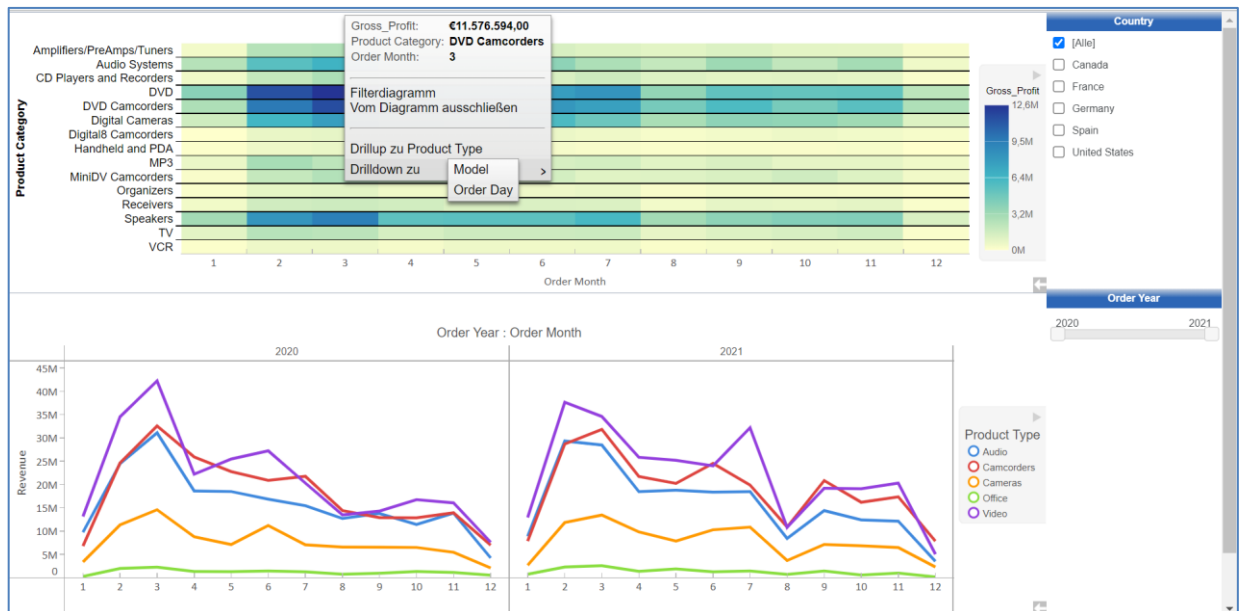 Gross_Profit: €11.576.594,00
Product Category: DVD Camcorders
Order Month: 3
Filterdiagramm
Vom Diagramm ausschließen
Drillup zu Product Type
Drilldown zu
Model >
Order Day
Product Category
Amplifiers/PreAmps/Tuners
Audio Systems
CD Players and Recorders
DVD
DVD Camcorders
Digital Cameras
Digital8 Camcorders
Handheld and PDA
MP3
MiniDV Camcorders
Organizers
Receivers
Speakers
TV
VCR
1 2 3 4 5 6 7 8 9 10 11 12
Order Month
Gross_Profit
12,6M
9,5M
6,4M
3,2M
0M
Country
[Alle]
Canada
France
Germany
Spain
United States
Order Year
2020 2021
Order Year : Order Month
2020 2021
Revenue
45M
40M
35M
30M
25M
20M
15M
10M
5M
0
1 2 3 4 5 6 7 8 9 10 11 12 1 2 3 4 5 6 7 8 9 10 11 12
Product Type
Audio
Camcorders
Cameras
Office
Video